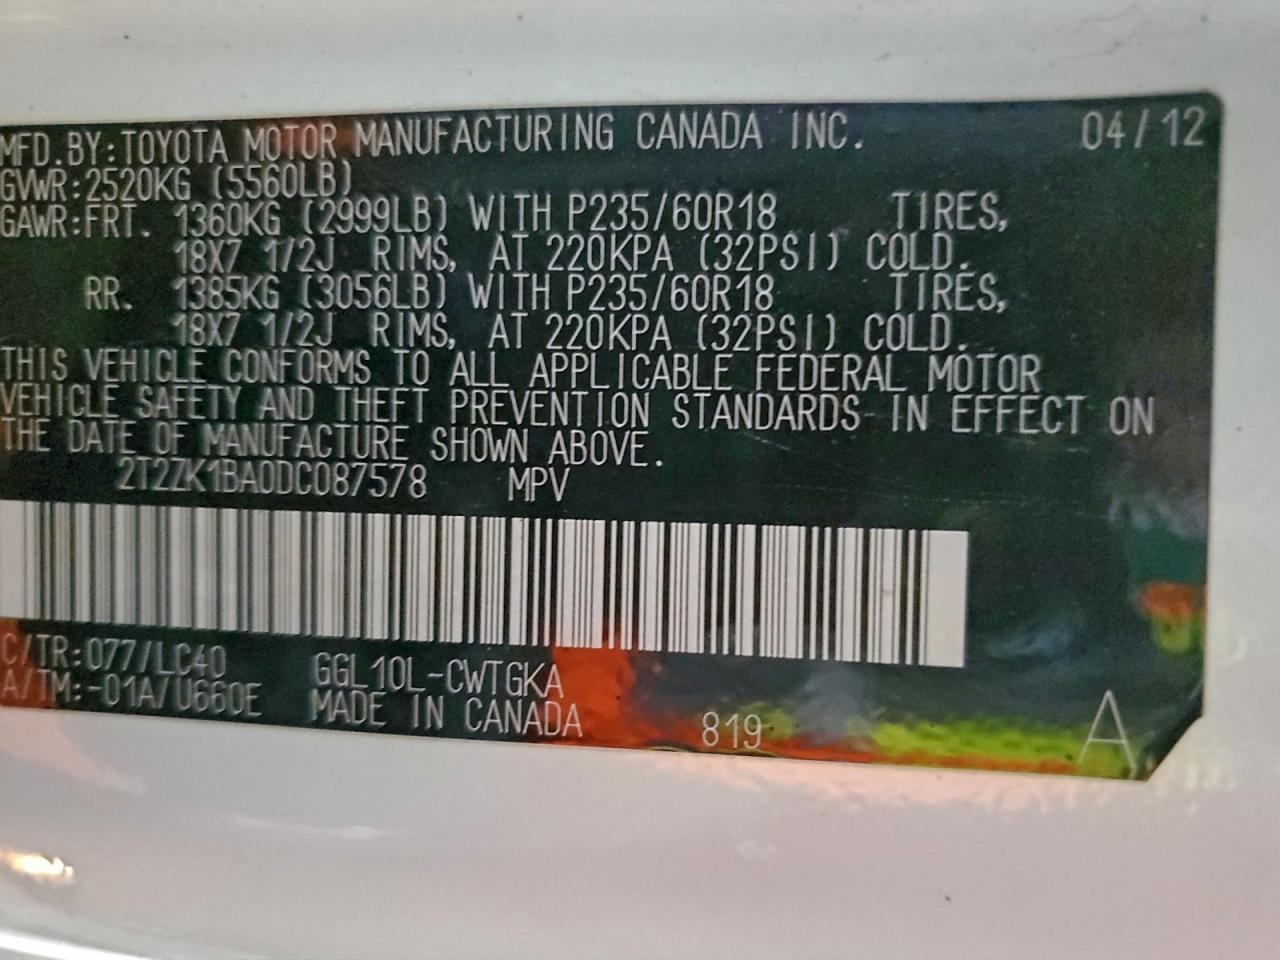 MFD.BY:TOYOTA MOTOR MANUFACTURING CANADA INC. 04/12
GVWR:2520KG (5560LB)
GAWR:FRT. 1360KG (2999LB) WITH P235/60R18 TIRES,
18X7 1/2J RIMS, AT 220KPA (32PSI) COLD.
RR. 1385KG (3056LB) WITH P235/60R18 TIRES,
18X7 1/2J RIMS, AT 220KPA (32PSI) COLD.
THIS VEHICLE CONFORMS TO ALL APPLICABLE FEDERAL MOTOR
VEHICLE SAFETY AND THEFT PREVENTION STANDARDS IN EFFECT ON
THE DATE OF MANUFACTURE SHOWN ABOVE.
2T2ZK1BA0DC087578 MPV
C/TR:077/LC40 GGL10L-CWTGKA
A/TM:-01A/U660E MADE IN CANADA 819 A